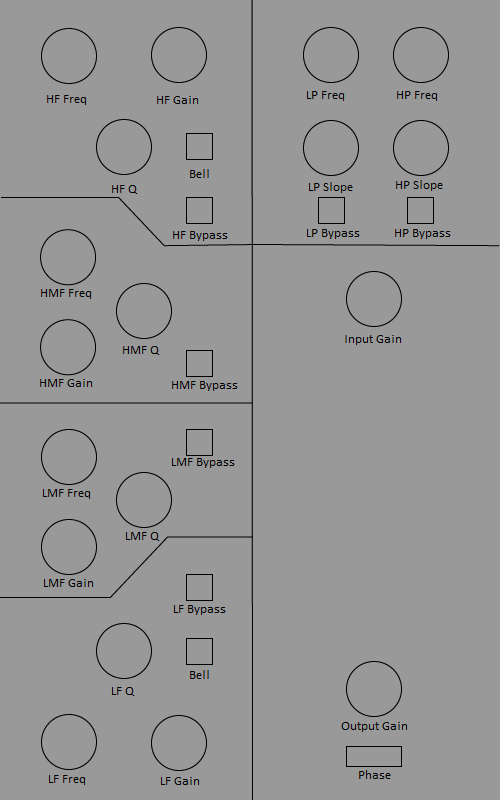 HF Freq
HF Gain
HF Q
Bell
HF Bypass
LP Freq
HP Freq
LP Slope
HP Slope
LP Bypass
HP Bypass
HMF Freq
HMF Q
HMF Gain
HMF Bypass
Input Gain
LMF Bypass
LMF Freq
LMF Q
LMF Gain
LF Bypass
LF Q
Bell
LF Freq
LF Gain
Output Gain
Phase